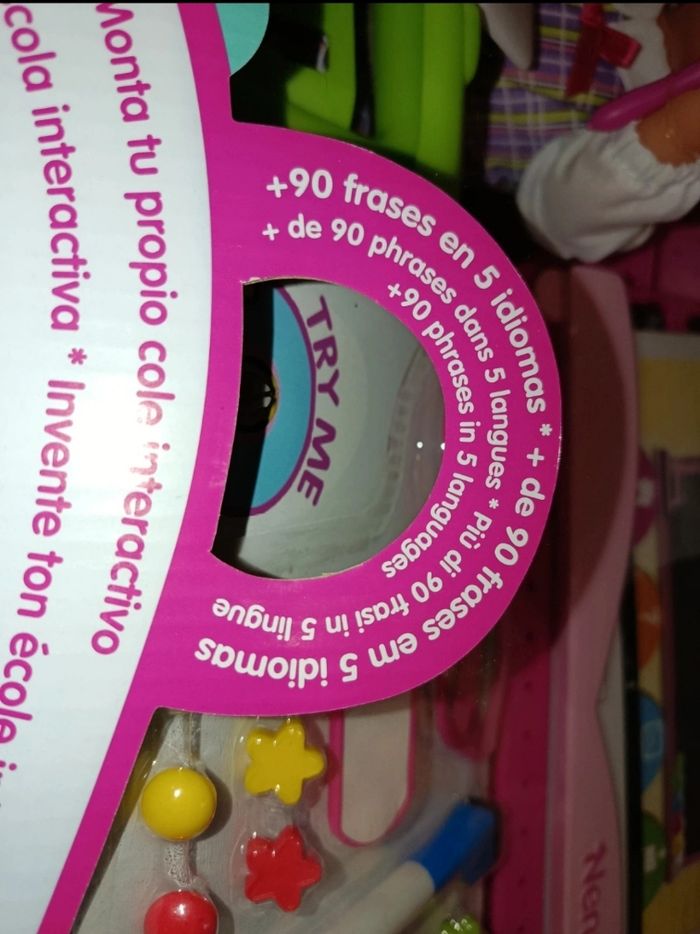 Monta tu propio cole interactivo
cola interactiva * Invente ton école
+90 frases en 5 idiomas * + de 90 frases em 5 idiomas
+ de 90 phrases dans 5 langues * Più di 90 frasi in 5 lingue
+90 phrases in 5 languages
TRY ME
Nen